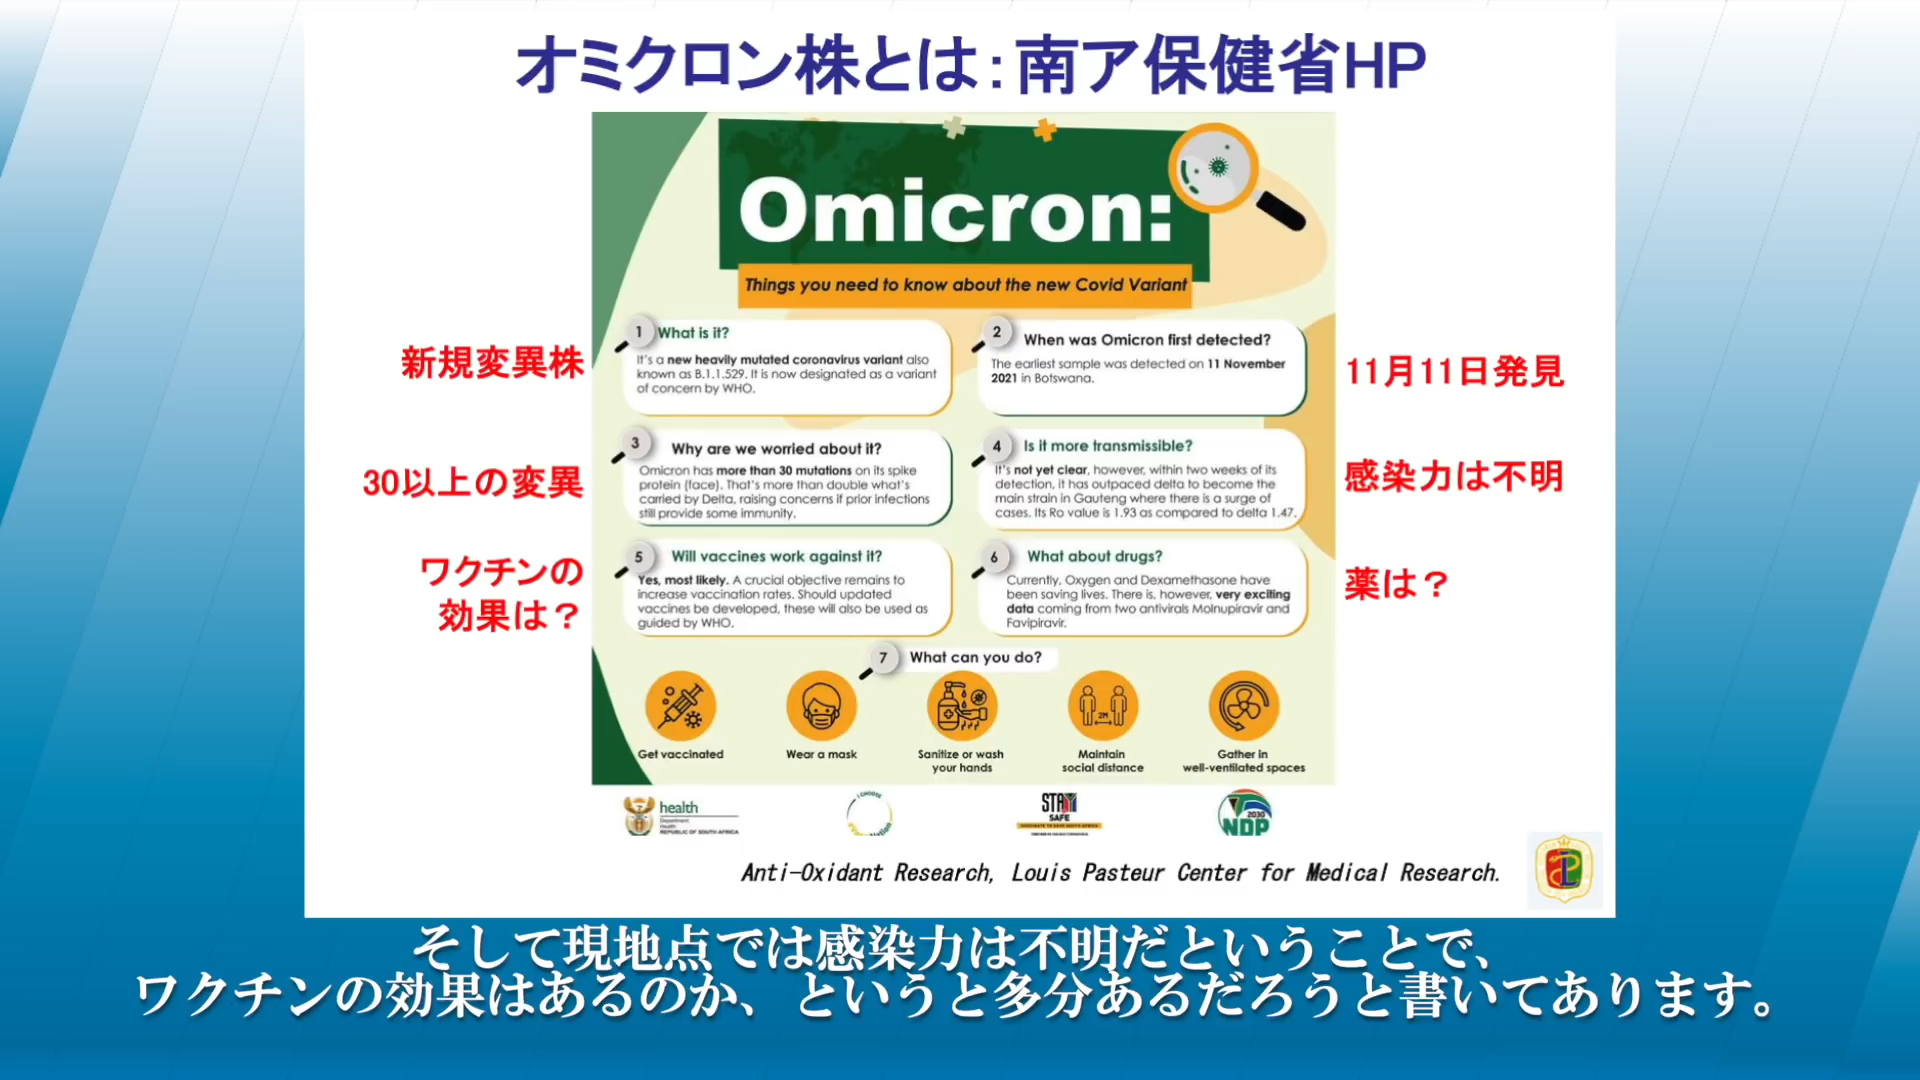 オミクロン株とは：南ア保健省HP
Omicron:
Things you need to know about the new Covid Variant
新規変異株
1 What is it?
It's a new heavily mutated coronavirus variant also
known as B.1.1.529. It is now designated as a variant
of concern by WHO.
2 When was Omicron first detected?
The earliest sample was detected on 11 November
2021 in Botswana.
11月11日発見
30以上の変異
3 Why are we worried about it?
Omicron has more than 30 mutations on its spike
protein (face). That's more than double what's
carried by Delta, raising concerns if prior infections
still provide some immunity.
4 Is it more transmissible?
It's not yet clear, however, within two weeks of its
detection, it has outpaced delta to become the
main strain in Gauteng where there is a surge of
cases. Its Ro value is 1.93 as compared to delta 1.47.
感染力は不明
ワクチンの
効果は？
5 Will vaccines work against it?
Yes, most likely. A crucial objective remains to
increase vaccination rates. Should updated
vaccines be developed, these will also be used as
guided by WHO.
6 What about drugs?
Currently, Oxygen and Dexamethasone have
been saving lives. There is, however, very exciting
data coming from two antivirals Molnupiravir and
Favipiravir.
薬は？
7 What can you do?
2M
Get vaccinated
Wear a mask
Sanitize or wash
your hands
Maintain
social distance
Gather in
well-ventilated spaces
health
Department:
Health
REPUBLIC OF SOUTH AFRICA
I CHOOSE
STAY
SAFE
2030
NDP
Anti-Oxidant Research, Louis Pasteur Center for Medical Research.
そして現地点では感染力は不明だということで、
ワクチンの効果はあるのか、というと多分あるだろうと書いてあります。